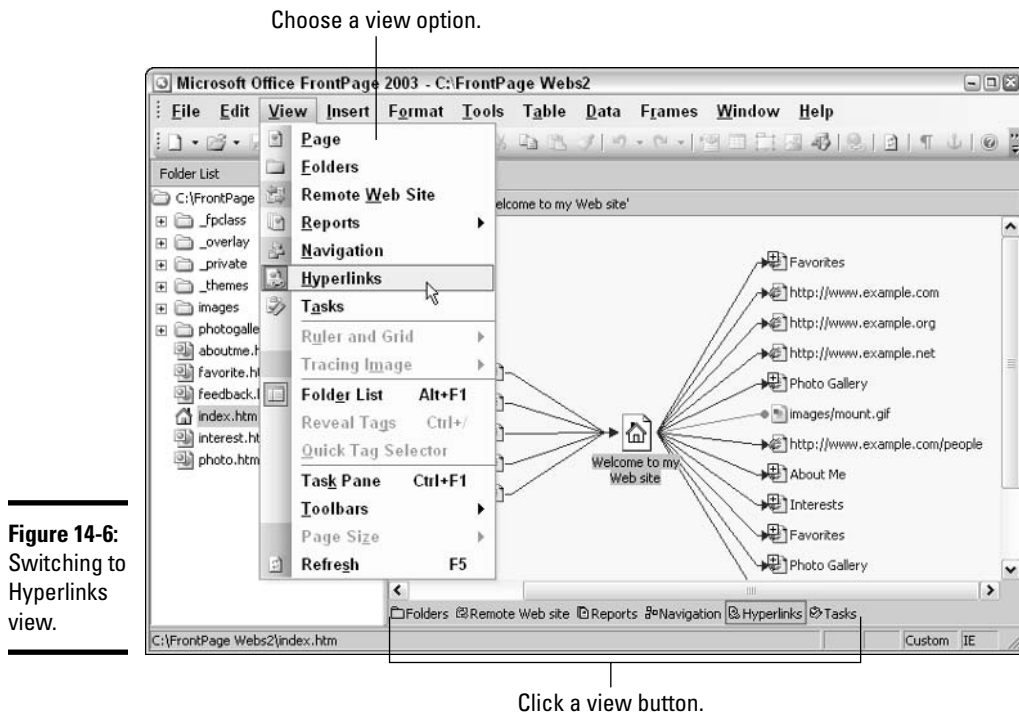 Choose a view option.
Microsoft Office FrontPage 2003 - C:\FrontPage Webs2
File Edit View Insert Format Tools Table Data Frames Window Help
Folder List
C:\FrontPage
_fpclass
_overlay
_private
_themes
images
photogalle
aboutme.h
favorite.ht
feedback.
index.htm
interest.ht
photo.htm
Page
Folders
Remote Web Site
Reports
Navigation
Hyperlinks
Tasks
Ruler and Grid
Tracing Image
Folder List Alt+F1
Reveal Tags Ctrl+/
Quick Tag Selector
Task Pane Ctrl+F1
Toolbars
Page Size
Refresh F5
elcome to my Web site'
Welcome to my
Web site
Favorites
http://www.example.com
http://www.example.org
http://www.example.net
Photo Gallery
images/mount.gif
http://www.example.com/people
About Me
Interests
Favorites
Photo Gallery
Folders Remote Web site Reports Navigation Hyperlinks Tasks
C:\FrontPage Webs2\index.htm
Custom IE
Click a view button.
Figure 14-6:
Switching to
Hyperlinks
view.